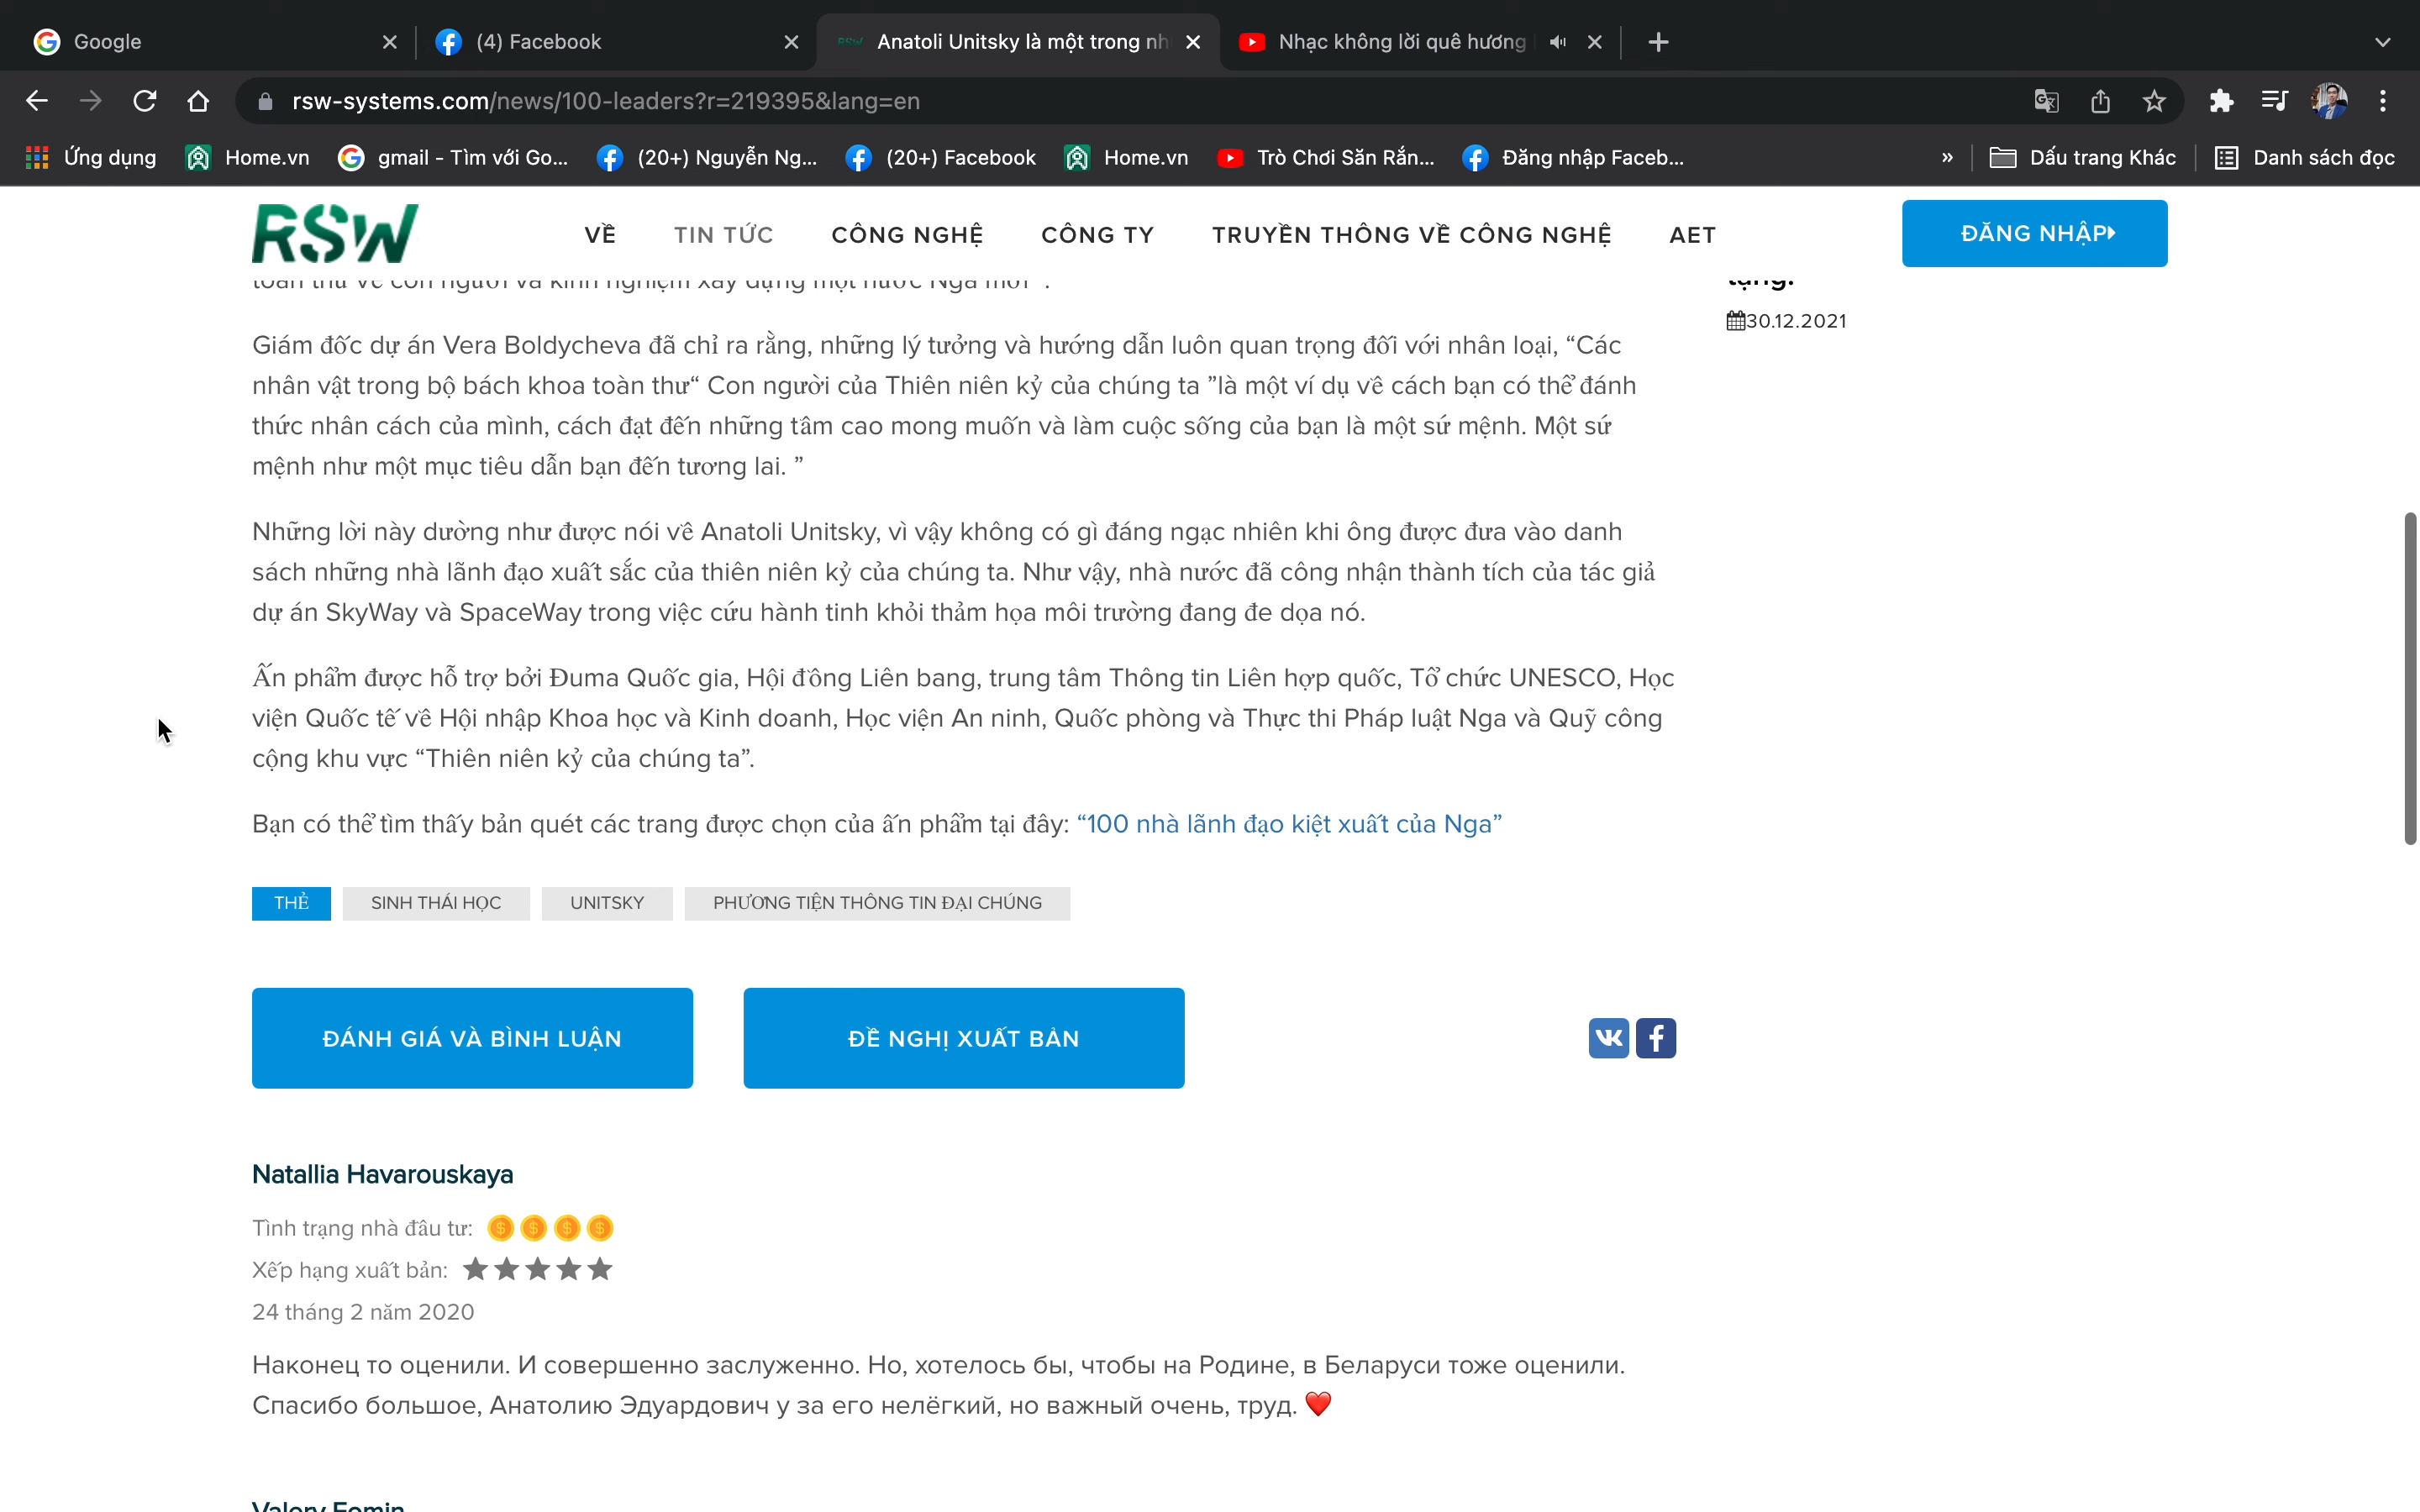 Google
(4) Facebook
Anatoli Unitsky là một trong nh
Nhạc không lời quê hương
rsw-systems.com/news/100-leaders?r=219395&lang=en
Ứng dụng
Home.vn
gmail - Tìm với Go...
(20+) Nguyễn Ng...
(20+) Facebook
Home.vn
Trò Chơi Săn Rắn...
Đăng nhập Faceb...
»
Dấu trang Khác
Danh sách đọc
RSW
VỀ
TIN TỨC
CÔNG NGHỆ
CÔNG TY
TRUYỀN THÔNG VỀ CÔNG NGHỆ
AET
ĐĂNG NHẬP
toàn thư về con người và kinh nghiệm xây dựng một nước Nga mới".
tặng!
30.12.2021
Giám đốc dự án Vera Boldycheva đã chỉ ra rằng, những lý tưởng và hướng dẫn luôn quan trọng đối với nhân loại, “Các
nhân vật trong bộ bách khoa toàn thư“ Con người của Thiên niên kỷ của chúng ta ”là một ví dụ về cách bạn có thể đánh
thức nhân cách của mình, cách đạt đến những tầm cao mong muốn và làm cuộc sống của bạn là một sứ mệnh. Một sứ
mệnh như một mục tiêu dẫn bạn đến tương lai. ”
Những lời này dường như được nói về Anatoli Unitsky, vì vậy không có gì đáng ngạc nhiên khi ông được đưa vào danh
sách những nhà lãnh đạo xuất sắc của thiên niên kỷ của chúng ta. Như vậy, nhà nước đã công nhận thành tích của tác giả
dự án SkyWay và SpaceWay trong việc cứu hành tinh khỏi thảm họa môi trường đang đe dọa nó.
Ấn phẩm được hỗ trợ bởi Đuma Quốc gia, Hội đồng Liên bang, trung tâm Thông tin Liên hợp quốc, Tổ chức UNESCO, Học
viện Quốc tế về Hội nhập Khoa học và Kinh doanh, Học viện An ninh, Quốc phòng và Thực thi Pháp luật Nga và Quỹ công
cộng khu vực “Thiên niên kỷ của chúng ta”.
Bạn có thể tìm thấy bản quét các trang được chọn của ấn phẩm tại đây: “100 nhà lãnh đạo kiệt xuất của Nga”
THẺ
SINH THÁI HỌC
UNITSKY
PHƯƠNG TIỆN THÔNG TIN ĐẠI CHÚNG
ĐÁNH GIÁ VÀ BÌNH LUẬN
ĐỀ NGHỊ XUẤT BẢN
Natallia Havarouskaya
Tình trạng nhà đầu tư:
Xếp hạng xuất bản:
24 tháng 2 năm 2020
Наконец то оценили. И совершенно заслуженно. Но, хотелось бы, чтобы на Родине, в Беларуси тоже оценили.
Спасибо большое, Анатолию Эдуардович у за его нелёгкий, но важный очень, труд. ❤️
Valery Fomin